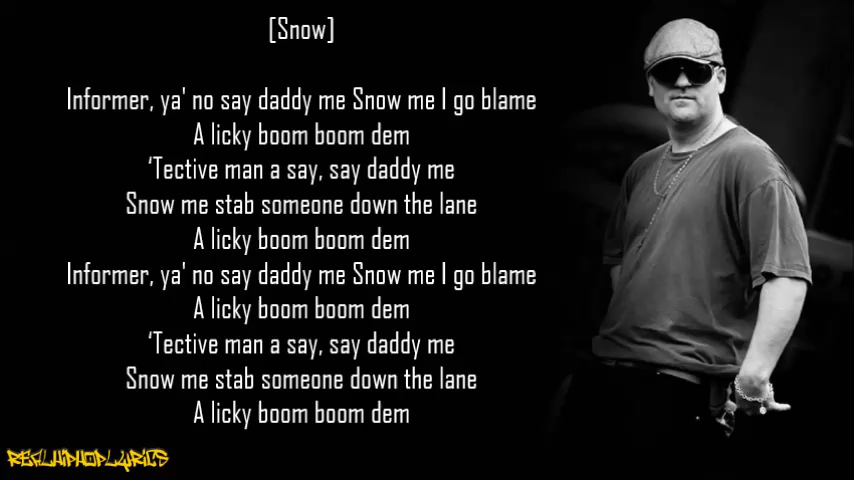 [Snow]
Informer, ya' no say daddy me Snow me I go blame
A licky boom boom dem
‘Tective man a say, say daddy me
Snow me stab someone down the lane
A licky boom boom dem
Informer, ya' no say daddy me Snow me I go blame
A licky boom boom dem
‘Tective man a say, say daddy me
Snow me stab someone down the lane
A licky boom boom dem
REALHIPHOPLYRICS